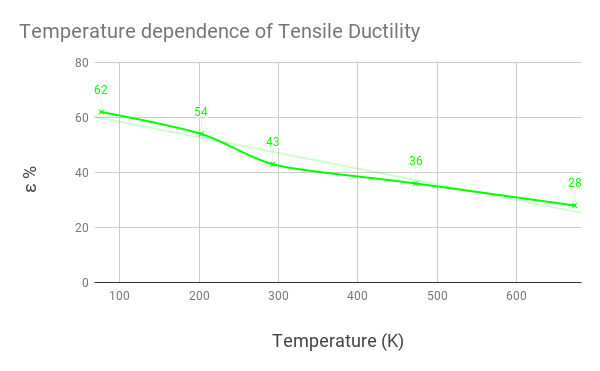 Temperature dependence of Tensile Ductility
80
62
60
54
43
40
36
28
20
0
ε %
100 200 300 400 500 600
Temperature (K)